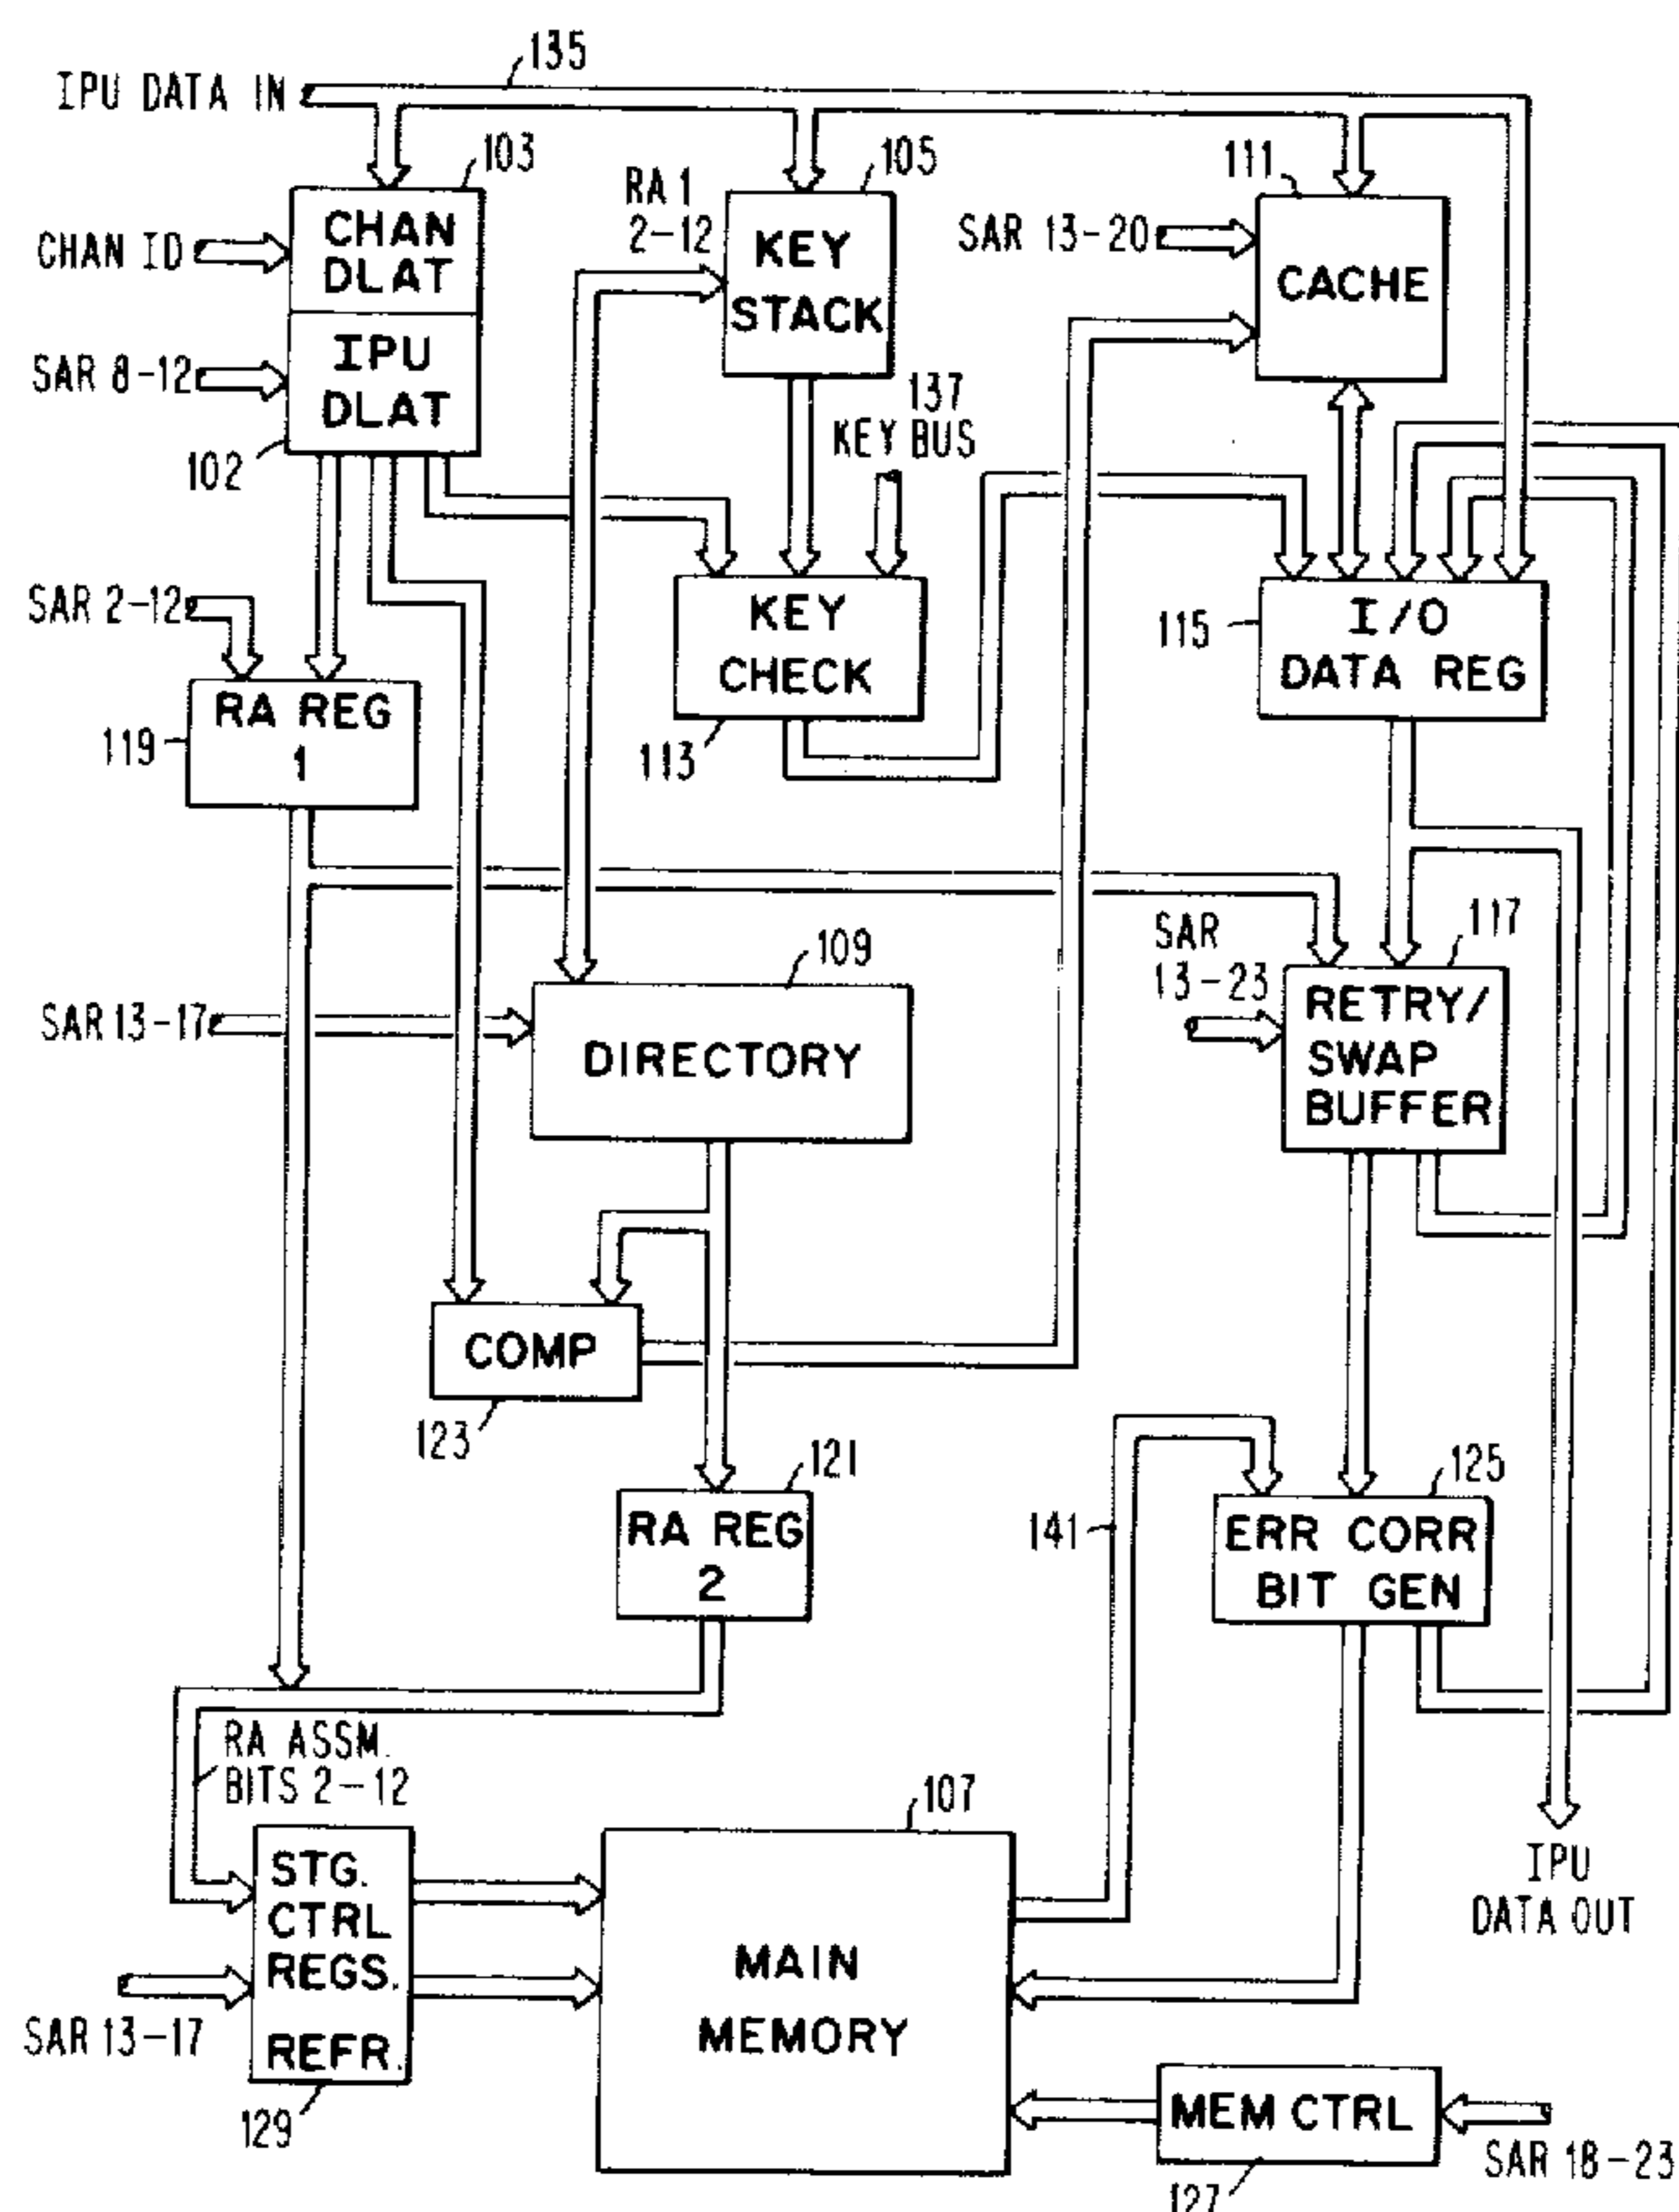 135
IPU DATA IN
103
105
111
RA 1
2-12
CHAN
DLAT
CHAN ID
KEY
STACK
SAR 13-20
CACHE
IPU
DLAT
SAR 8-12
137
KEY BUS
102
SAR 2-12
KEY
CHECK
I/O
DATA REG
115
RA REG
1
119
113
SAR
13-23
117
109
SAR 13-17
DIRECTORY
RETRY/
SWAP
BUFFER
COMP
123
121
125
RA REG
2
141
ERR CORR
BIT GEN
RA ASSM.
BITS 2-12
107
STG.
CTRL
REGS.
REFR.
IPU
DATA OUT
MAIN
MEMORY
SAR 13-17
129
MEM CTRL
SAR 18-23
127